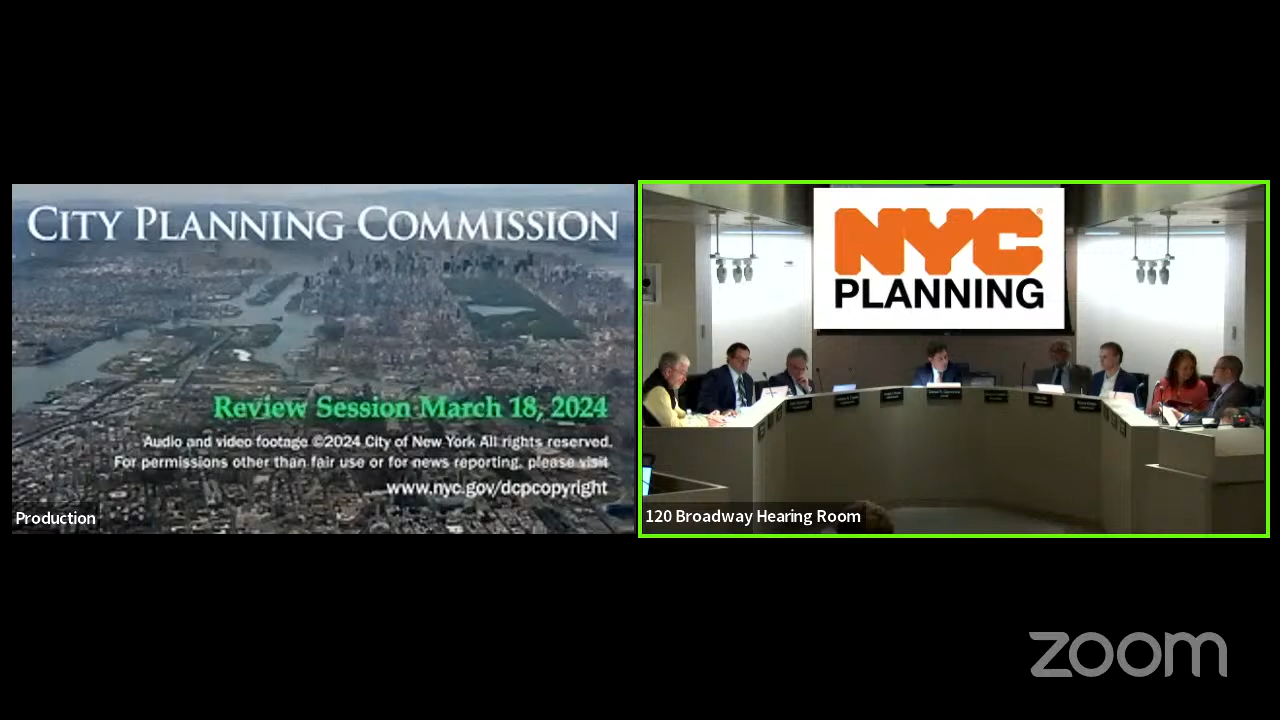 CITY PLANNING COMMISSION
Review Session March 18, 2024
Audio and video footage ©2024 City of New York All rights reserved.
For permissions other than fair use or for news reporting, please visit
www.nyc.gov/dcpcopyright
Production
NYC®
PLANNING
120 Broadway Hearing Room
zoom